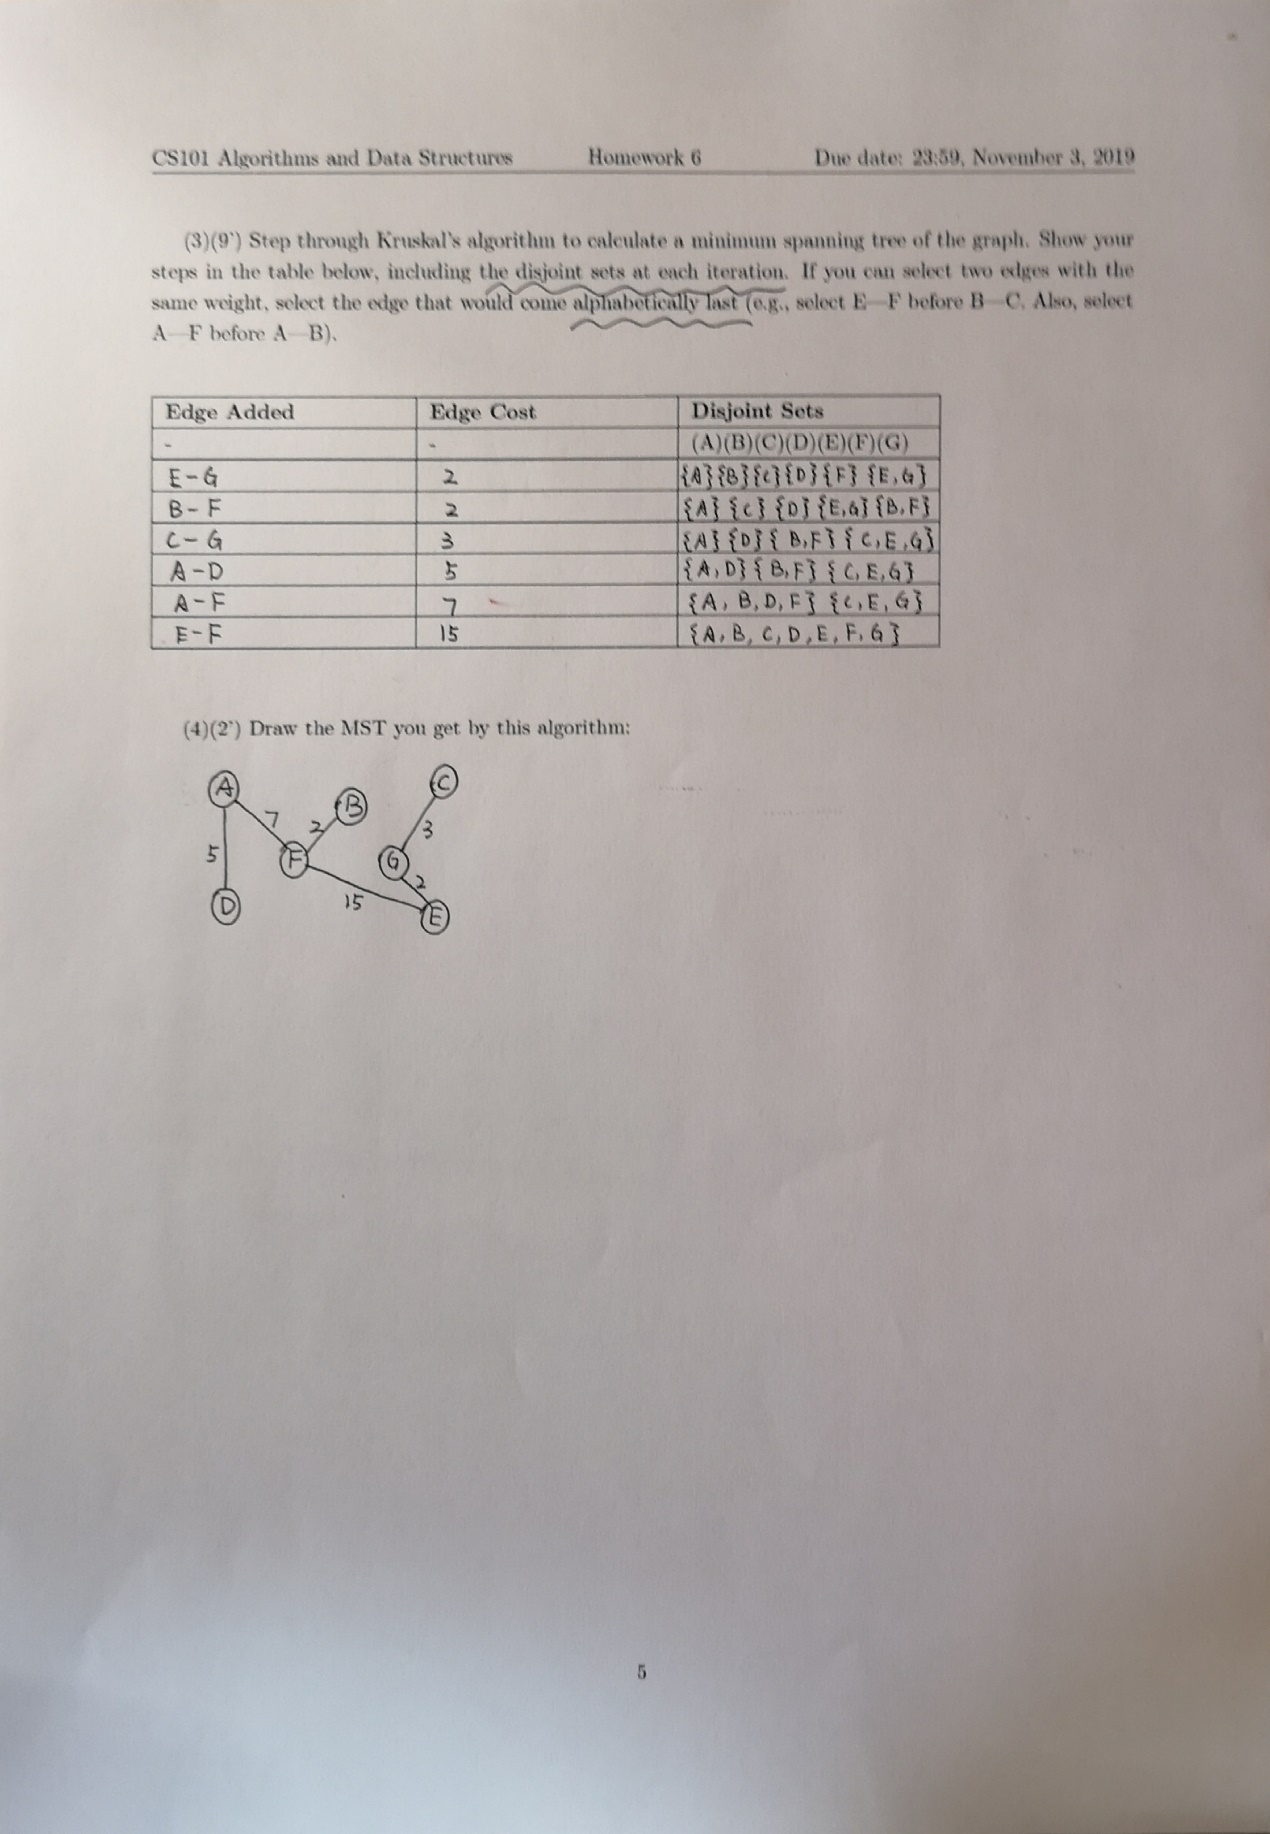 CS101 Algorithms and Data Structures Homework 6 Due date: 23:59, November 3, 2019
(3)(9') Step through Kruskal's algorithm to calculate a minimum spanning tree of the graph. Show your
steps in the table below, including the disjoint sets at each iteration. If you can select two edges with the
same weight, select the edge that would come alphabetically last (e.g., select E—F before B—C. Also, select
A—F before A—B).
Edge Added Edge Cost Disjoint Sets
- - (A)(B)(C)(D)(E)(F)(G)
E-G 2 {A}{B}{C}{D}{F} {E,G}
B-F 2 {A} {C} {D} {E,G} {B,F}
C-G 3 {A} {D} {B,F} {C,E,G}
A-D 5 {A,D} {B,F} {C,E,G}
A-F 7 {A,B,D,F} {C,E,G}
E-F 15 {A,B,C,D,E,F,G}
(4)(2') Draw the MST you get by this algorithm:
A B C
7 2 3
5 F G
2
D 15 E
5